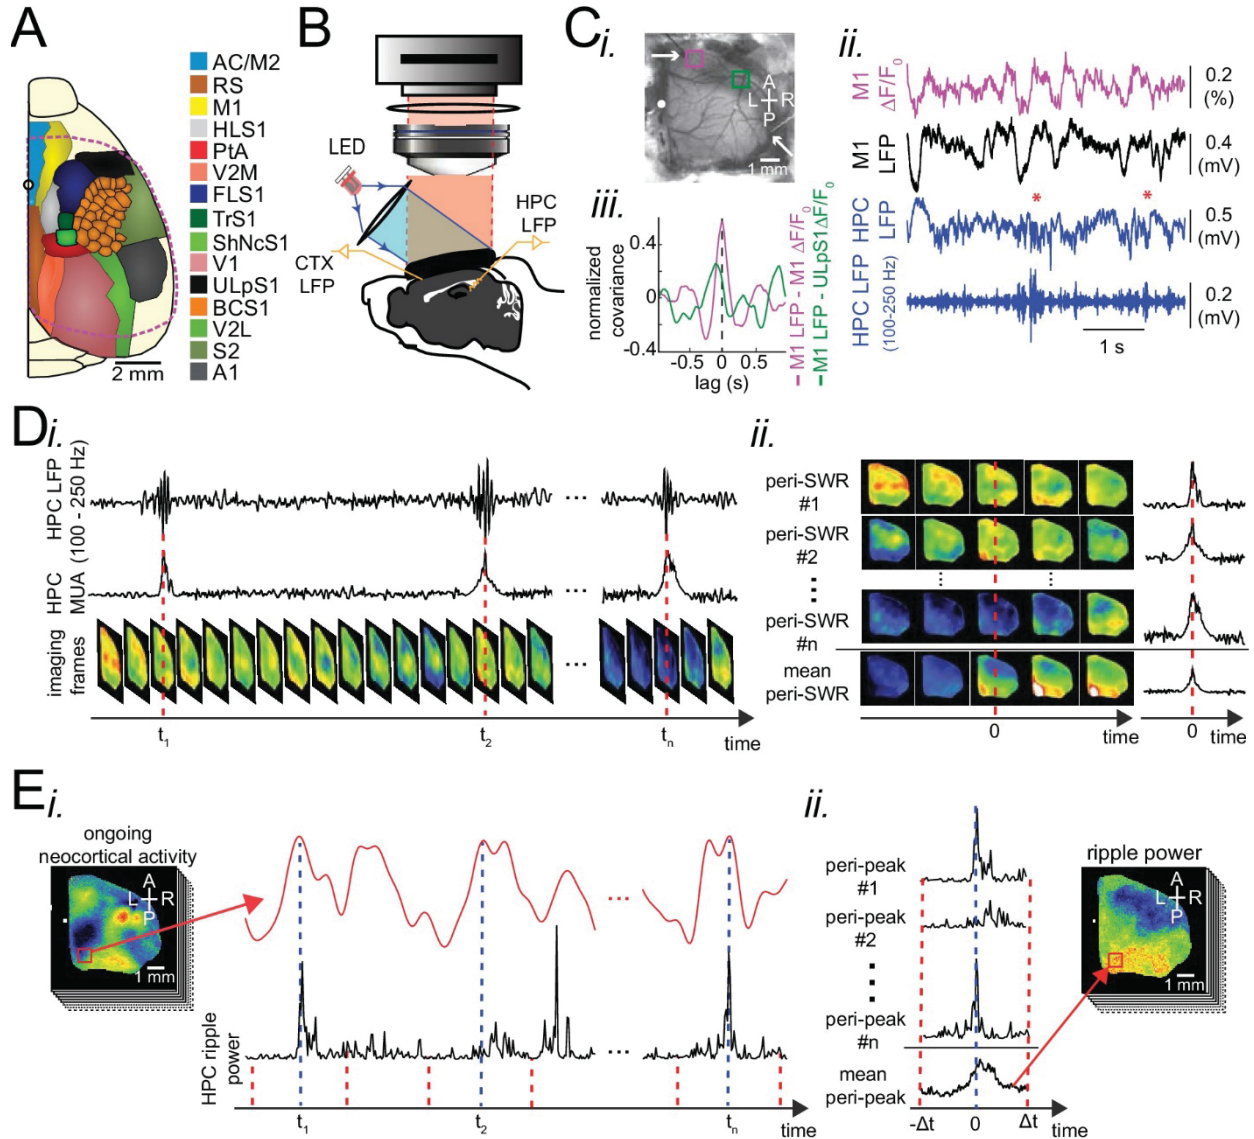 A
AC/M2
RS
M1
HLS1
PtA
V2M
FLS1
TrS1
ShNcS1
V1
ULpS1
BCS1
V2L
S2
A1
2 mm
B
LED
HPC
LFP
CTX
LFP
C
i.
A
L R
P
1 mm
ii.
M1
ΔF/F0
0.2
(%)
M1
LFP
0.4
(mV)
*
*
HPC
LFP
0.5
(mV)
HPC LFP
(100-250 Hz)
0.2
(mV)
1 s
iii.
normalized
covariance
0.4
0
-0.4
-0.5
0
0.5
lag (s)
M1 LFP - M1 ΔF/F0
M1 LFP - ULpS1ΔF/F0
D
i.
HPC LFP
(100 - 250 Hz)
HPC
MUA
imaging
frames
...
...
...
t1
t2
tn
time
ii.
peri-SWR
#1
peri-SWR
#2
peri-SWR
#n
mean
peri-SWR
0
time
0
time
E
i.
ongoing
neocortical activity
A
L R
P
1 mm
HPC ripple
power
...
...
t1
t2
tn
time
ii.
peri-peak
#1
peri-peak
#2
peri-peak
#n
mean
peri-peak
-Δt
0
Δt
time
ripple power
A
L R
P
1 mm